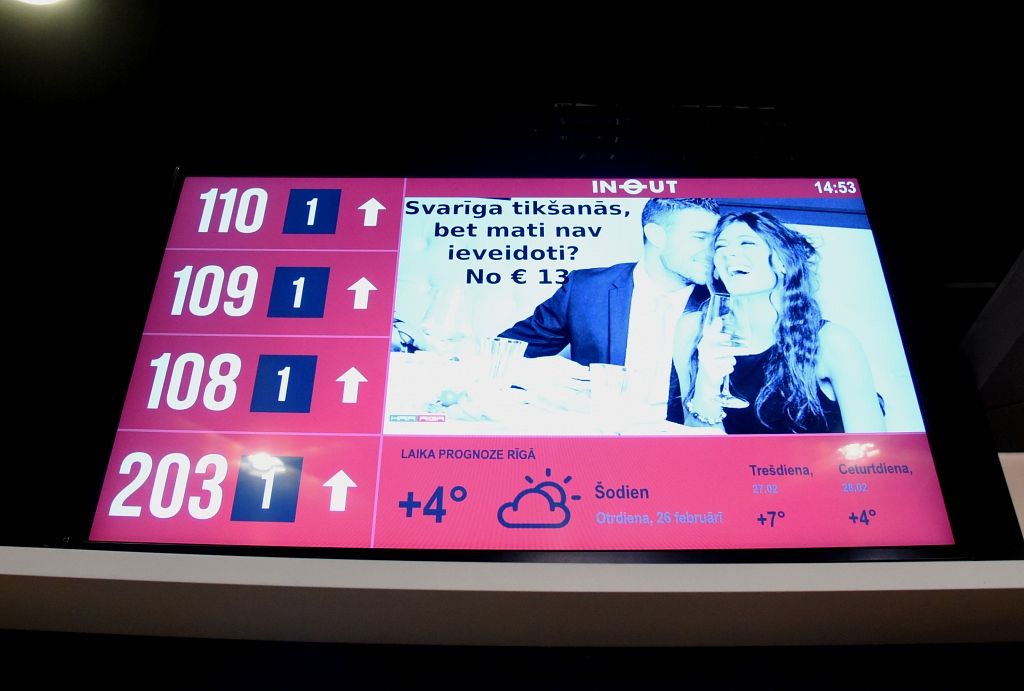 110 1
109 1
108 1
203 1
IN OUT
14:53
Svarīga tikšanās,
bet mati nav
ieveidoti?
No € 13
LAIKA PROGNOZE RĪGĀ
+4°
Šodien
Otrdiena, 26 februārī
Trešdiena,
27.02
+7°
Ceturtdiena,
28.02
+4°